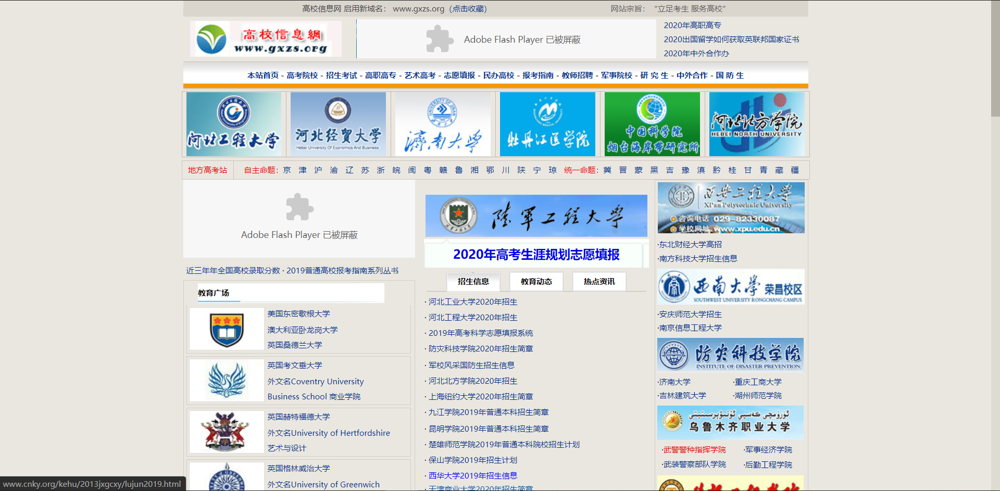 高校信息网 启用新域名： www.gxzs.org（点击收藏）
网站宗旨： “立足考生 服务高校”
高校信息網
www.gxzs.org
Adobe Flash Player 已被屏蔽
2020年高职高专
2020出国留学如何获取英联邦国家证书
2020年中外合作办
本站首页 - 高考院校 - 招生考试 - 高职高专 - 艺术高考 - 志愿填报 - 民办高校 - 报考指南 - 教师招聘 - 军事院校 - 研 究 生 - 中外合作 - 国 防 生
河北工程大学
河北经贸大学
Hebei University Of Economics And Business
UNIVERSITY OF JINAN
濟南大学
牡丹江医学院
中国科学院
烟台海岸带研究所
河北北方学院
HEBEI NORTH UNIVERSITY
地方高考站
自主命题： 京 津 沪 渝 辽 苏 浙 皖 闽 粤 赣 鲁 湘 鄂 川 陕 宁 琼 统一命题： 冀 晋 蒙 黑 吉 豫 滇 黔 桂 甘 青 藏 疆
Adobe Flash Player 已被屏蔽
近三年年全国高校录取分数 · 2019普通高校报考指南系列丛书
教育广场
美国东密歇根大学
澳大利亚卧龙岗大学
英国桑德兰大学
英国考文垂大学
外文名Coventry University
Business School 商业学院
英国赫特福德大学
外文名University of Hertfordshire
艺术与设计
英国格林威治大学
外文名University of Greenwich
陆军工程大学
2020年高考生涯规划志愿填报
招生信息
教育动态
热点资讯
· 河北工业大学2020年招生
· 河北工程大学2020年招生
· 2019年高考科学志愿填报系统
· 防灾科技学院2020年招生简章
· 军校风采国防生招生信息
· 河北北方学院2020年招生
· 上海纽约大学2020年招生简章
· 九江学院2019年普通本科招生简章
· 昆明学院2019年普通本科招生简章
· 楚雄师范学院2019年普通本科院校招生计划
· 保山学院2019年招生计划
· 西华大学2019年招生信息
· 天津商业大学2020年招生简章
西安工程大学
Xi'an Polytechnic University
咨询电话 029-82330087
学校网址 www.xpu.edu.cn
·东北财经大学高招
·南方科技大学招生信息
西南大学 荣昌校区
SOUTHWEST UNIVERSITY RONGCHANG CAMPUS
·安庆师范大学招生
·南京信息工程大学
防灾科技学院
INSTITUTE OF DISASTER PREVENTION
·济南大学
·重庆工商大学
·吉林建筑大学
·湖州师范学院
乌鲁木齐职业大学
·武警警种指挥学院
·军事经济学院
·武装警察部队学院
·后勤工程学院
www.cnky.org/kehu/2013jxgcxy/lujun2019.html